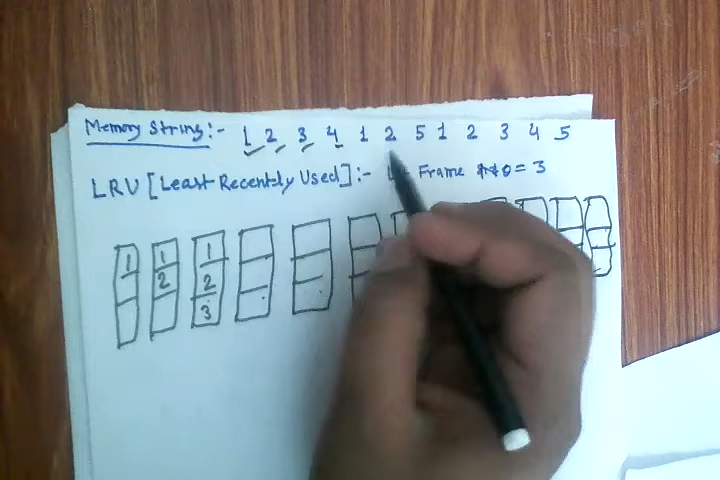 Memory String:- 1 2 3 4 1 2 5 1 2 3 4 5
LRU [Least Recently Used]:- Frame No = 3
1 1 1
2 2
3